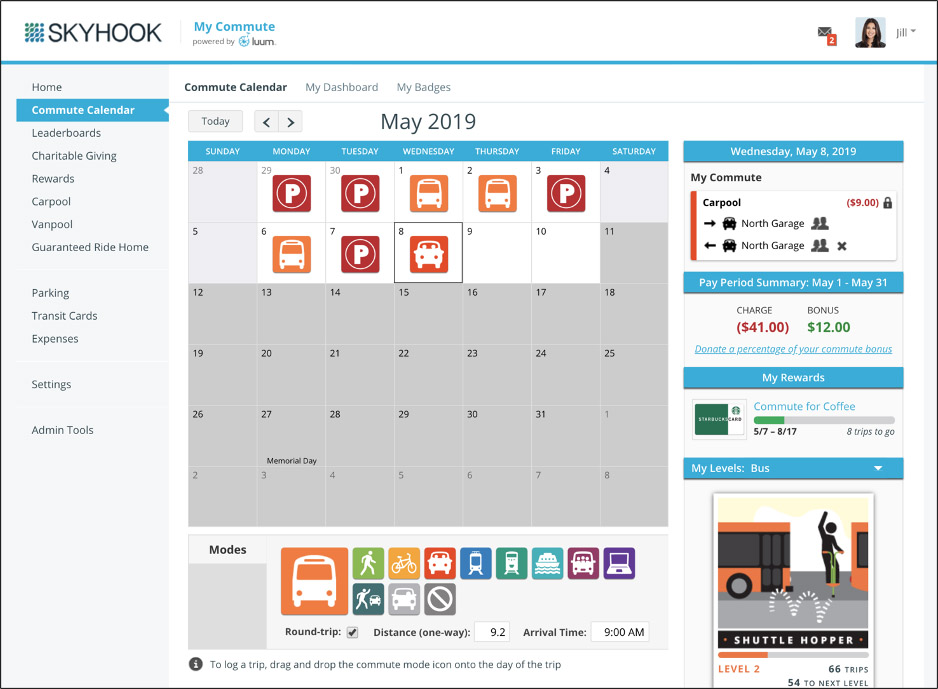 SKYHOOK
My Commute
powered by luum.
2
Jill
Home
Commute Calendar
Leaderboards
Charitable Giving
Rewards
Carpool
Vanpool
Guaranteed Ride Home
Parking
Transit Cards
Expenses
Settings
Admin Tools
Commute Calendar My Dashboard My Badges
Today < > May 2019
SUNDAY MONDAY TUESDAY WEDNESDAY THURSDAY FRIDAY SATURDAY
28 29 30 1 2 3 4
P P P
5 6 7 8 9 10 11
P
12 13 14 15 16 17 18
19 20 21 22 23 24 25
26 27 28 29 30 31 1
Memorial Day
2 3 4 5 6 7 8
Modes
Round-trip: Distance (one-way): 9.2 Arrival Time: 9:00 AM
To log a trip, drag and drop the commute mode icon onto the day of the trip
Wednesday, May 8, 2019
My Commute
Carpool ($9.00)
North Garage
North Garage
Pay Period Summary: May 1 - May 31
CHARGE BONUS
($41.00) $12.00
Donate a percentage of your commute bonus
My Rewards
STARBUCKS CARD
Commute for Coffee
5/7 – 8/17 8 trips to go
My Levels: Bus
· SHUTTLE HOPPER ·
LEVEL 2 66 TRIPS
54 TO NEXT LEVEL